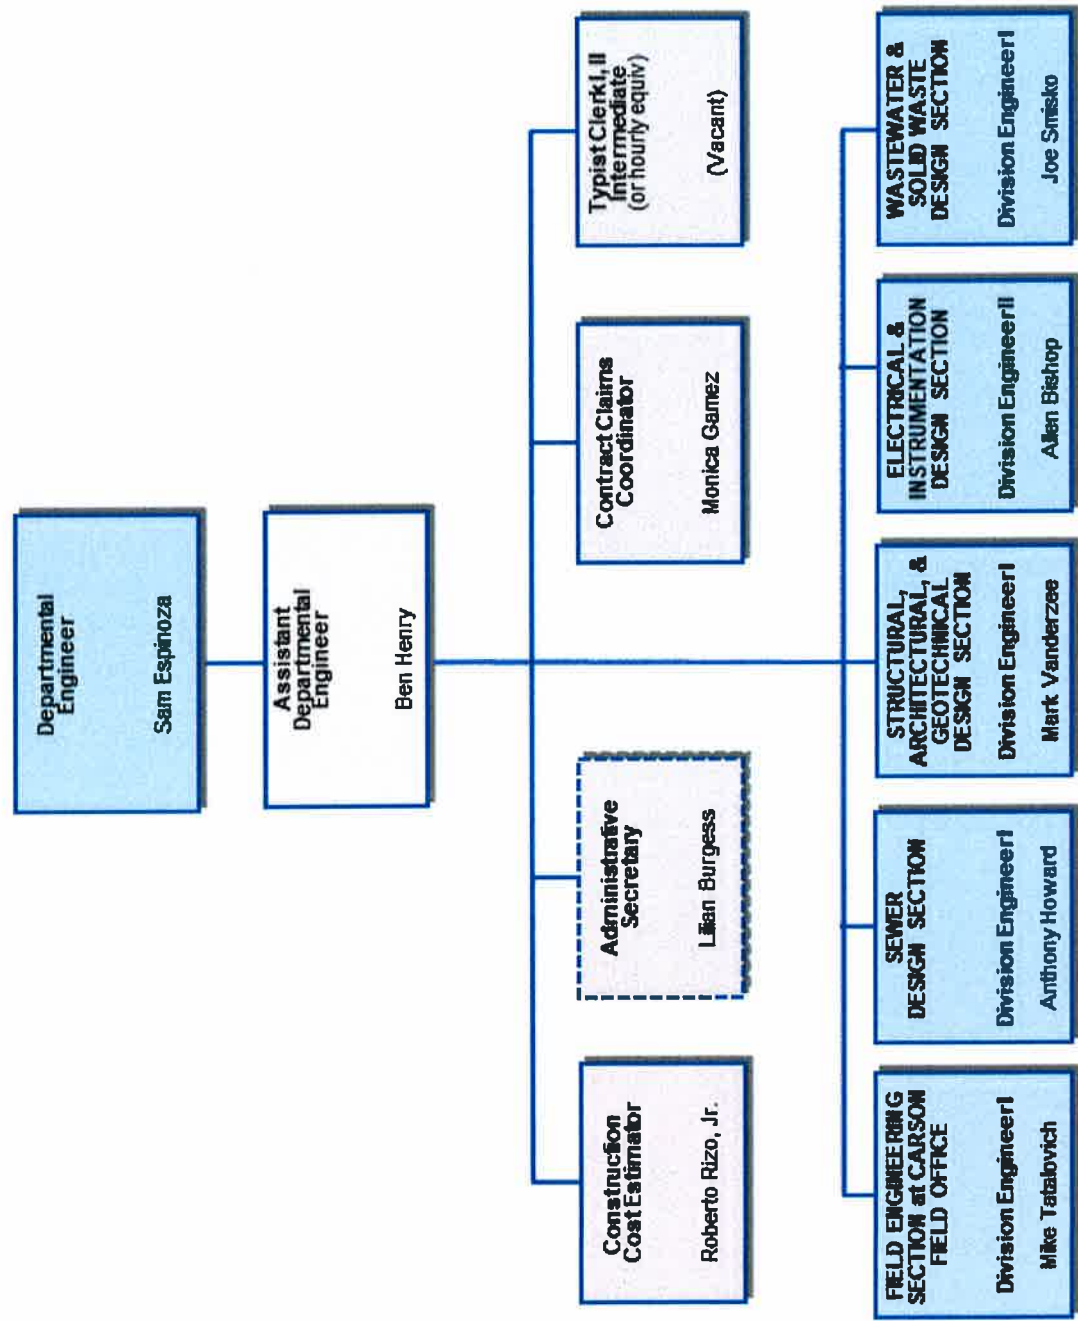 Departmental
Engineer
Sam Espinoza
Assistant
Departmental
Engineer
Ben Henry
Construction
Cost Estimator
Roberto Rizo, Jr.
Administrative
Secretary
Lilian Burgess
Contract Claims
Coordinator
Monica Gamez
Typist Clerk I, II
Intermediate
(or hourly equiv)
(Vacant)
FIELD ENGINEERING
SECTION at CARSON
FIELD OFFICE
Division Engineer I
Mike Tatalovich
SEWER
DESIGN SECTION
Division Engineer I
Anthony Howard
STRUCTURAL,
ARCHITECTURAL, &
GEOTECHNICAL
DESIGN SECTION
Division Engineer I
Mark Vanderzee
ELECTRICAL &
INSTRUMENTATION
DESIGN SECTION
Division Engineer II
Allen Bishop
WASTEWATER &
SOLID WASTE
DESIGN SECTION
Division Engineer I
Joe Smisko